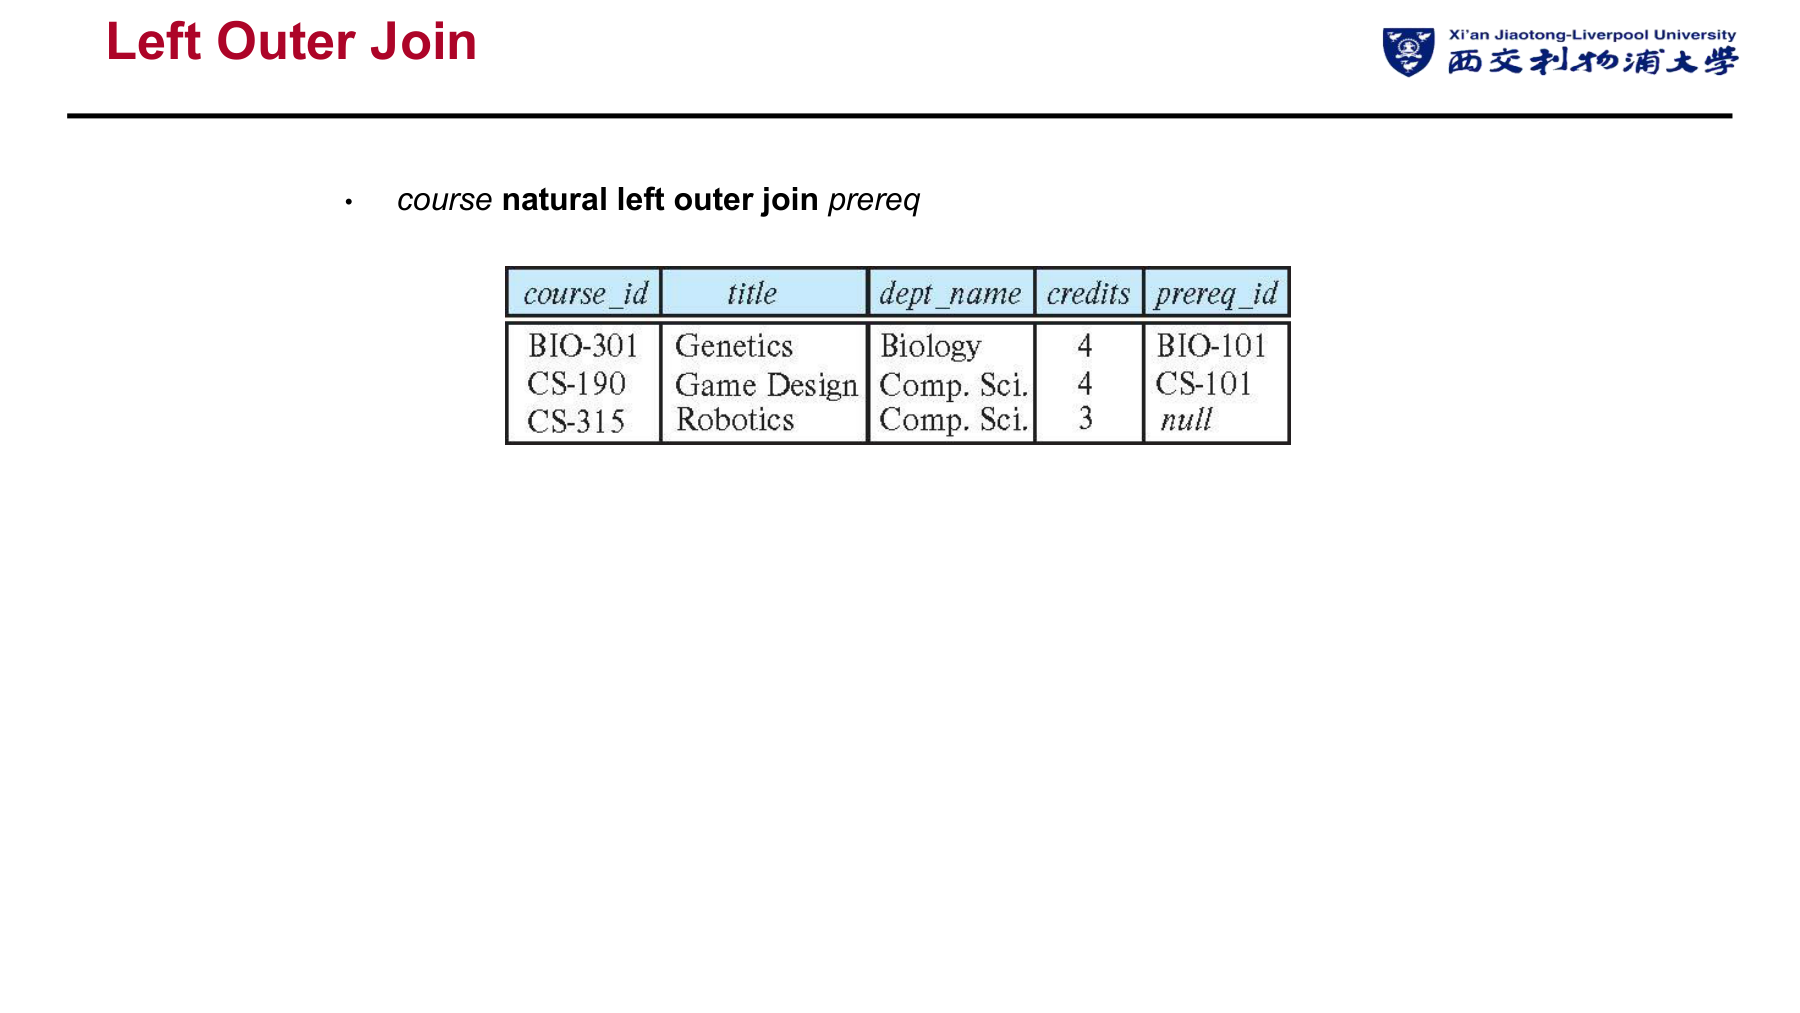 Left Outer Join
Xi'an Jiaotong-Liverpool University
西交利物浦大學
• course natural left outer join prereq
course_id title dept_name credits prereq_id
BIO-301 Genetics Biology 4 BIO-101
CS-190 Game Design Comp. Sci. 4 CS-101
CS-315 Robotics Comp. Sci. 3 null